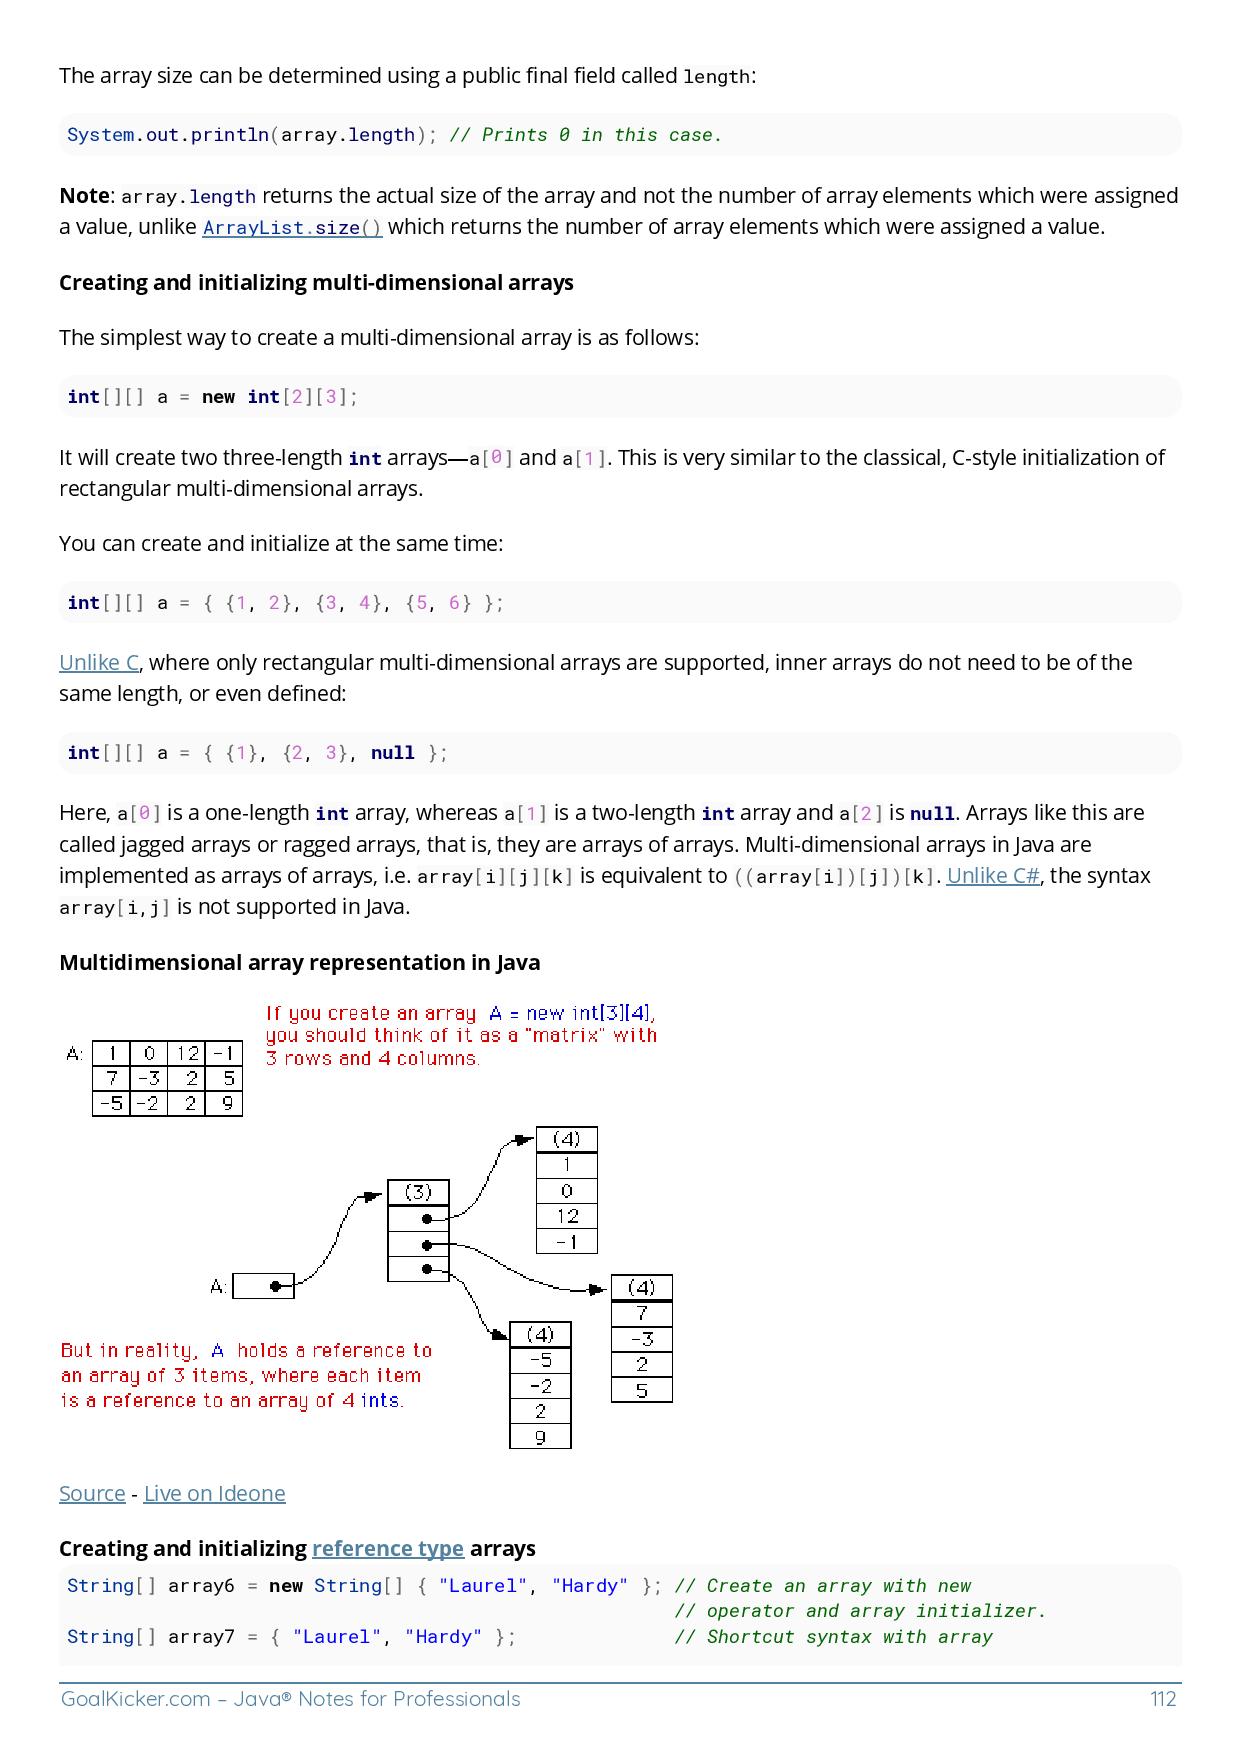 The array size can be determined using a public final field called length:
System.out.println(array.length); // Prints 0 in this case.
Note: array.length returns the actual size of the array and not the number of array elements which were assigned
a value, unlike ArrayList.size() which returns the number of array elements which were assigned a value.
Creating and initializing multi-dimensional arrays
The simplest way to create a multi-dimensional array is as follows:
int[][] a = new int[2][3];
It will create two three-length int arrays—a[0] and a[1]. This is very similar to the classical, C-style initialization of
rectangular multi-dimensional arrays.
You can create and initialize at the same time:
int[][] a = { {1, 2}, {3, 4}, {5, 6} };
Unlike C, where only rectangular multi-dimensional arrays are supported, inner arrays do not need to be of the
same length, or even defined:
int[][] a = { {1}, {2, 3}, null };
Here, a[0] is a one-length int array, whereas a[1] is a two-length int array and a[2] is null. Arrays like this are
called jagged arrays or ragged arrays, that is, they are arrays of arrays. Multi-dimensional arrays in Java are
implemented as arrays of arrays, i.e. array[i][j][k] is equivalent to ((array[i])[j])[k]. Unlike C#, the syntax
array[i,j] is not supported in Java.
Multidimensional array representation in Java
If you create an array A = new int[3][4],
you should think of it as a "matrix" with
3 rows and 4 columns.
A: 1 0 12 -1
7 -3 2 5
-5 -2 2 9
(4)
1
0
12
-1
(3)
A:
(4)
7
-3
2
5
(4)
-5
-2
2
9
But in reality, A holds a reference to
an array of 3 items, where each item
is a reference to an array of 4 ints.
Source - Live on Ideone
Creating and initializing reference type arrays
String[] array6 = new String[] { "Laurel", "Hardy" }; // Create an array with new
// operator and array initializer.
String[] array7 = { "Laurel", "Hardy" }; // Shortcut syntax with array
GoalKicker.com – Java® Notes for Professionals 112